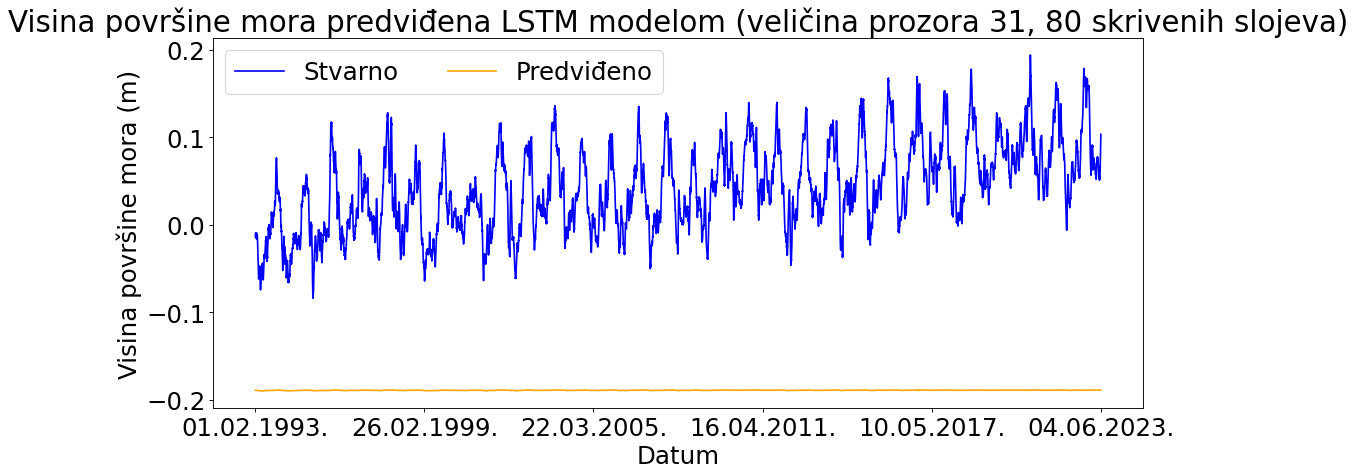 Visina površine mora predviđena LSTM modelom (veličina prozora 31, 80 skrivenih slojeva)
Stvarno
Predviđeno
Visina površine mora (m)
0.2
0.1
0.0
−0.1
−0.2
01.02.1993.
26.02.1999.
22.03.2005.
16.04.2011.
10.05.2017.
04.06.2023.
Datum